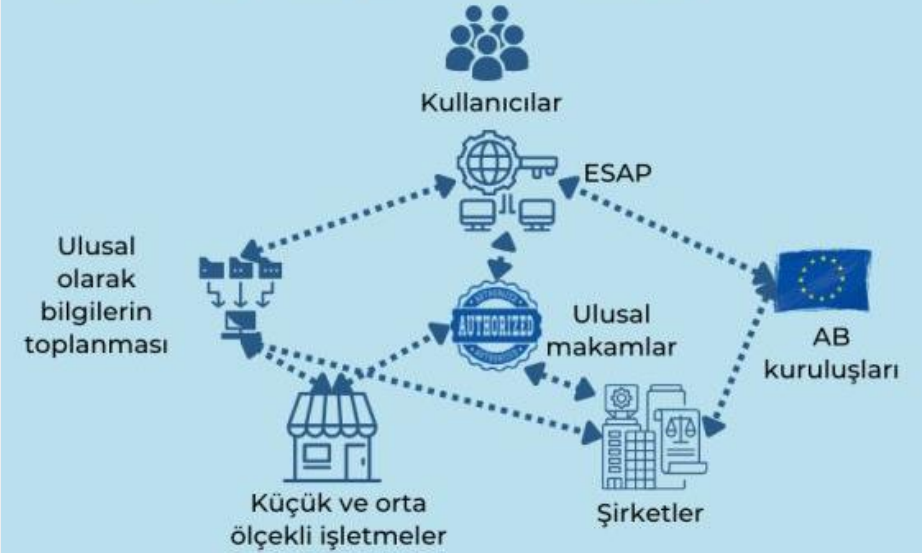 Kullanıcılar
ESAP
Ulusal
olarak
bilgilerin
toplanması
AUTHORIZED
Ulusal
makamlar
AB
kuruluşları
Küçük ve orta
ölçekli işletmeler
Şirketler